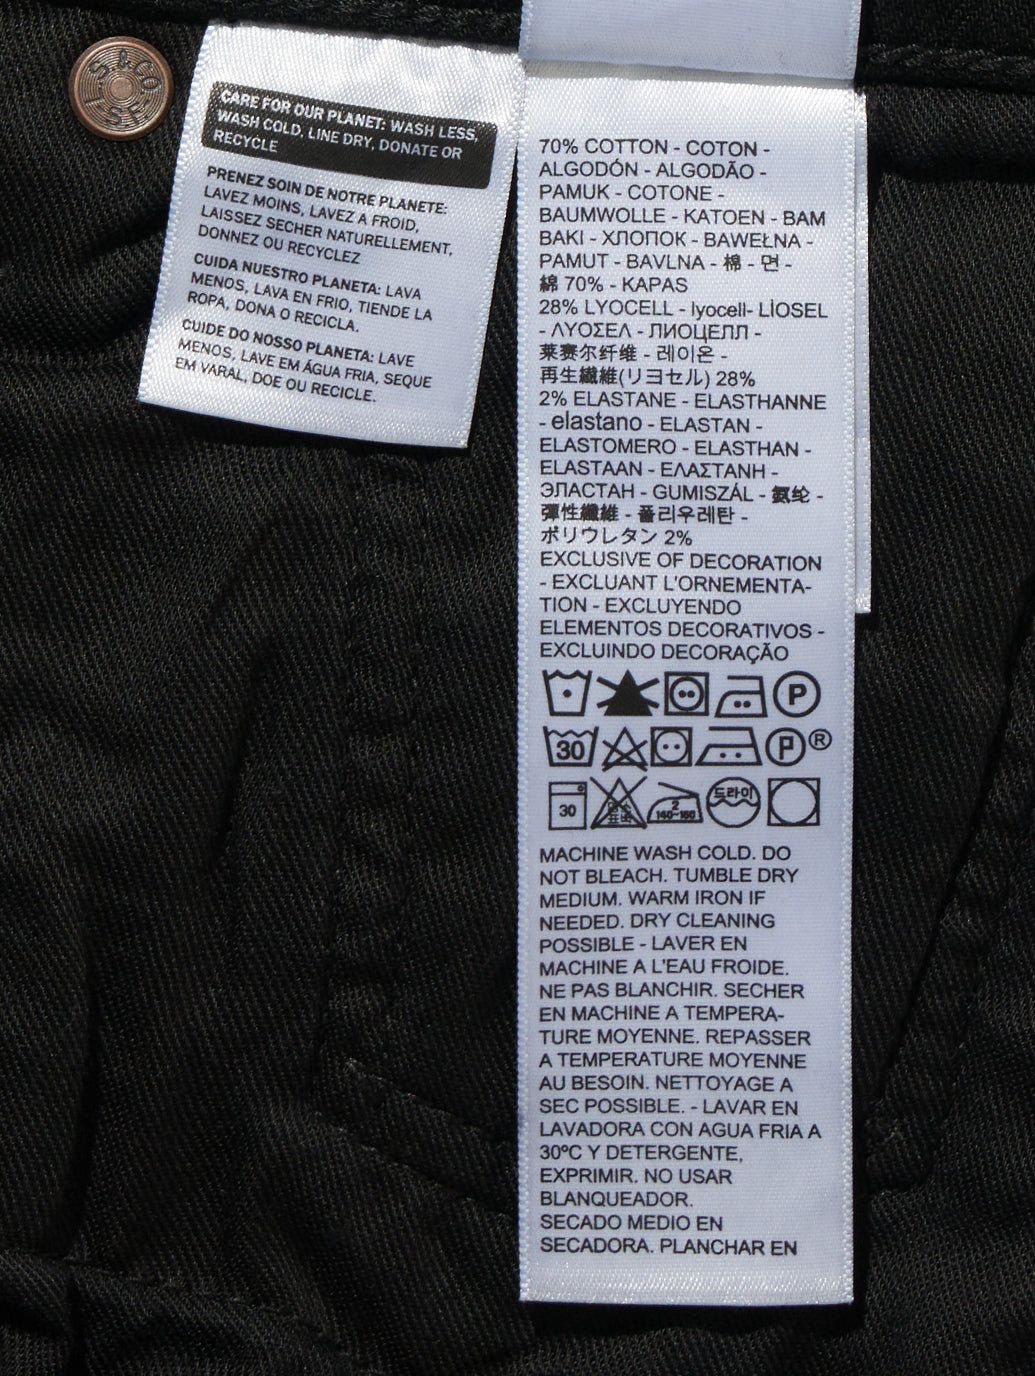 S & CO
LS
CARE FOR OUR PLANET: WASH LESS,
WASH COLD, LINE DRY, DONATE OR
RECYCLE
PRENEZ SOIN DE NOTRE PLANETE:
LAVEZ MOINS, LAVEZ A FROID,
LAISSEZ SECHER NATURELLEMENT,
DONNEZ OU RECYCLEZ
CUIDA NUESTRO PLANETA: LAVA
MENOS, LAVA EN FRIO, TIENDE LA
ROPA, DONA O RECICLA.
CUIDE DO NOSSO PLANETA: LAVE
MENOS, LAVE EM ÁGUA FRIA, SEQUE
EM VARAL, DOE OU RECICLE.
70% COTTON - COTON -
ALGODÓN - ALGODÃO -
PAMUK - COTONE -
BAUMWOLLE - KATOEN - BAM
BAKI - ХЛОПОК - BAWEŁNA -
PAMUT - BAVLNA - 棉 - 면 -
綿 70% - KAPAS
28% LYOCELL - lyocell- LİOSEL
- ΛΥΟΣΕΛ - ЛИОЦЕЛЛ -
莱赛尔纤维 - 레이온 -
再生繊維(リヨセル) 28%
2% ELASTANE - ELASTHANNE
- elastano - ELASTAN -
ELASTOMERO - ELASTHAN -
ELASTAAN - ΕΛΑΣΤΑΝΗ -
ЭЛАСТАН - GUMISZÁL - 氨纶 -
彈性纖維 - 폴리우레탄 -
ポリウレタン 2%
EXCLUSIVE OF DECORATION
- EXCLUANT L'ORNEMENTA-
TION - EXCLUYENDO
ELEMENTOS DECORATIVOS -
EXCLUINDO DECORAÇÃO
P
30 P ®
30 2 140~160 드라이
MACHINE WASH COLD. DO
NOT BLEACH. TUMBLE DRY
MEDIUM. WARM IRON IF
NEEDED. DRY CLEANING
POSSIBLE - LAVER EN
MACHINE A L'EAU FROIDE.
NE PAS BLANCHIR. SECHER
EN MACHINE A TEMPERA-
TURE MOYENNE. REPASSER
A TEMPERATURE MOYENNE
AU BESOIN. NETTOYAGE A
SEC POSSIBLE. - LAVAR EN
LAVADORA CON AGUA FRIA A
30ºC Y DETERGENTE,
EXPRIMIR. NO USAR
BLANQUEADOR.
SECADO MEDIO EN
SECADORA. PLANCHAR EN